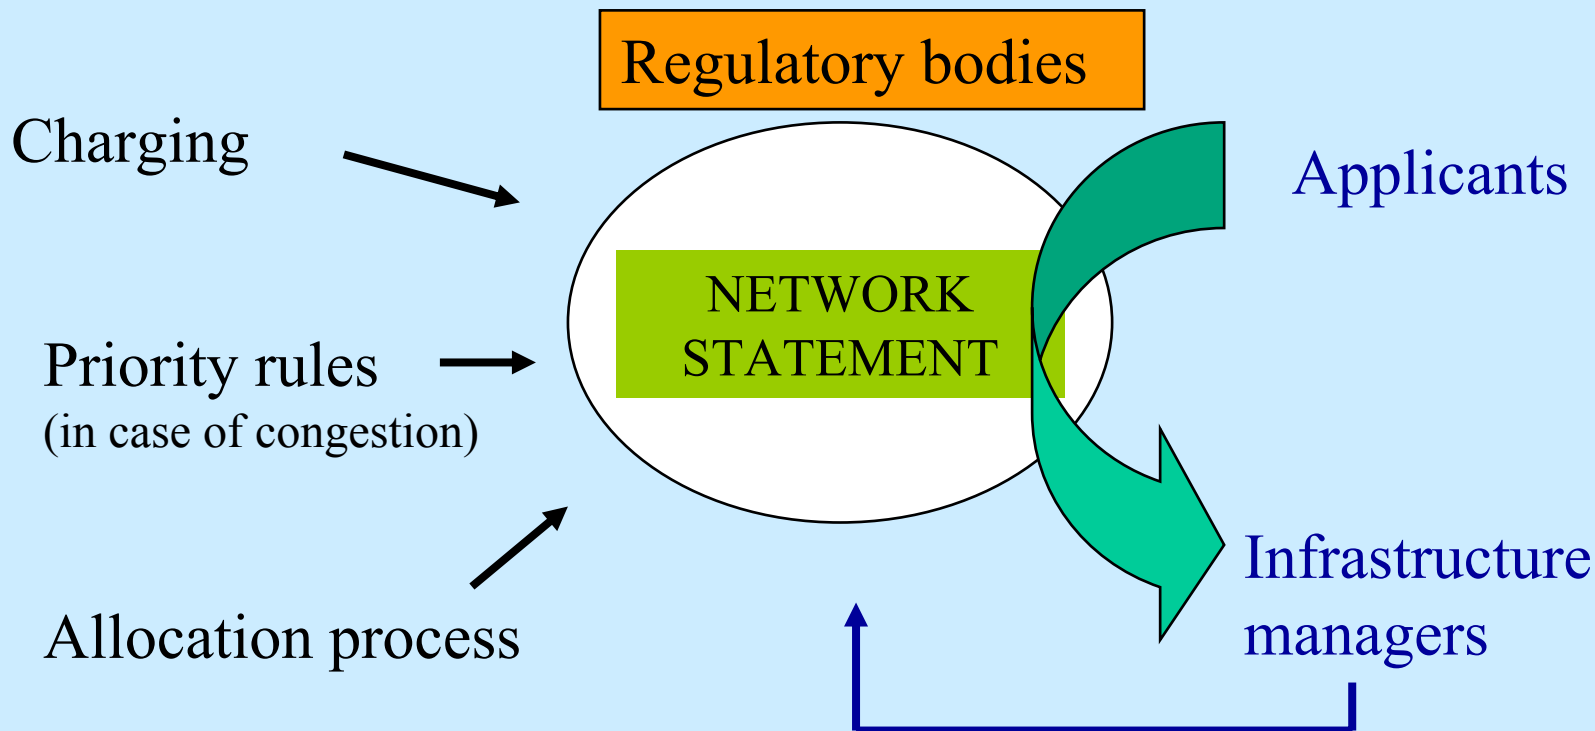 Regulatory bodies
Charging
Applicants
NETWORK
STATEMENT
Priority rules
(in case of congestion)
Infrastructure
managers
Allocation process